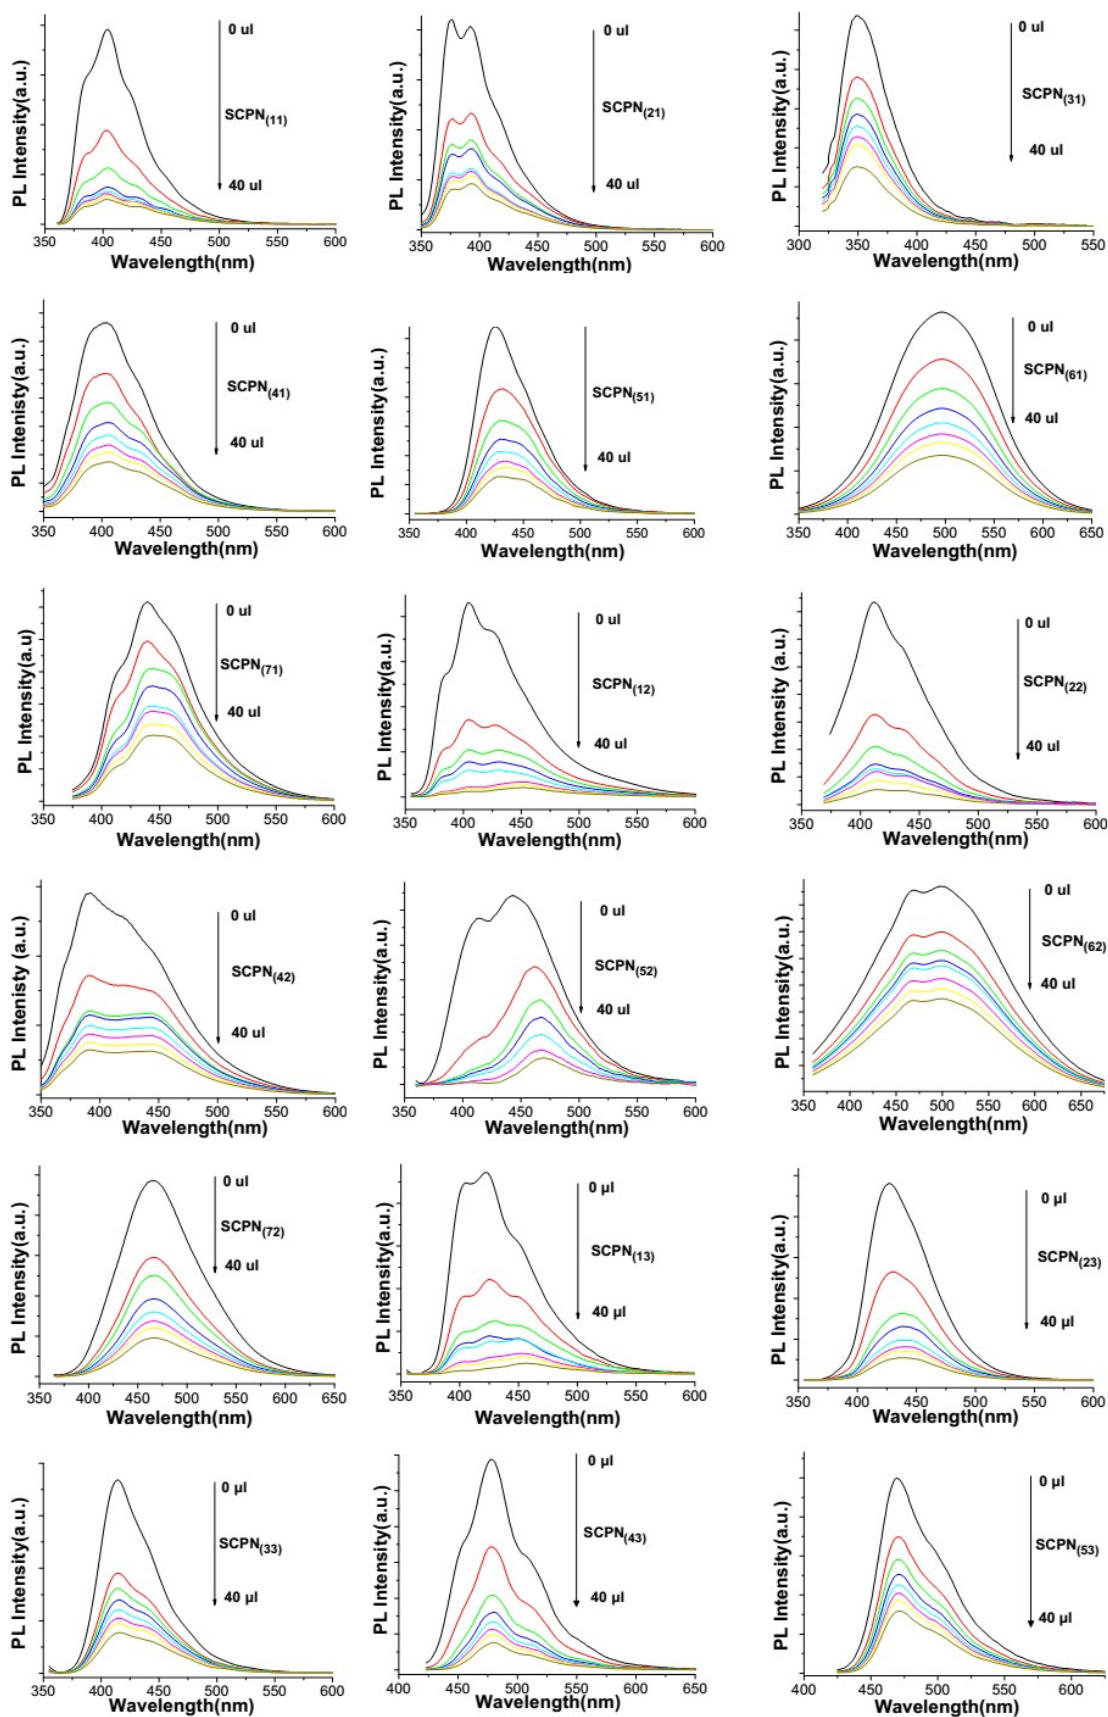 PL Intensity(a.u.)
0 ul
SCPN(11)
40 ul
350 400 450 500 550 600
Wavelength(nm)
PL Intensity(a.u.)
0 ul
SCPN(21)
40 ul
350 400 450 500 550 600
Wavelength(nm)
PL Intensity(a.u.)
0 ul
SCPN(31)
40 ul
300 350 400 450 500 550
Wavelength(nm)
PL Intenisty(a.u.)
0 ul
SCPN(41)
40 ul
350 400 450 500 550 600
Wavelength(nm)
PL Intensity(a.u.)
0 ul
SCPN(51)
40 ul
350 400 450 500 550 600
Wavelength(nm)
PL Intensity(a.u.)
0 ul
SCPN(61)
40 ul
350 400 450 500 550 600 650
Wavelength(nm)
PL Intensity(a.u)
0 ul
SCPN(71)
40 ul
350 400 450 500 550 600
Wavelength(nm)
PL Intensity(a.u.)
0 ul
SCPN(12)
40 ul
350 400 450 500 550 600
Wavelength(nm)
PL Intensity (a.u.)
0 ul
SCPN(22)
40 ul
350 400 450 500 550 600
Wavelength(nm)
PL Intenisty (a.u.)
0 ul
SCPN(42)
40 ul
350 400 450 500 550 600
Wavelength(nm)
PL Intensity(a.u.)
0 ul
SCPN(52)
40 ul
350 400 450 500 550 600
Wavelength(nm)
PL Intensity(a.u.)
0 ul
SCPN(62)
40 ul
350 400 450 500 550 600 650
Wavelength(nm)
PL Intensity(a.u.)
0 ul
SCPN(72)
40 ul
350 400 450 500 550 600 650
Wavelength(nm)
PL Intensity(a.u.)
0 µl
SCPN(13)
40 µl
350 400 450 500 550 600
Wavelength(nm)
PL Intensity(a.u.)
0 µl
SCPN(23)
40 µl
350 400 450 500 550 600
Wavelength(nm)
PL Intensity(a.u.)
0 µl
SCPN(33)
40 µl
350 400 450 500 550 600
Wavelength(nm)
PL Intensity(a.u.)
0 µl
SCPN(43)
40 µl
400 450 500 550 600 650
Wavelength(nm)
PL Intensity(a.u.)
0 µl
SCPN(53)
40 µl
400 450 500 550 600
Wavelength(nm)